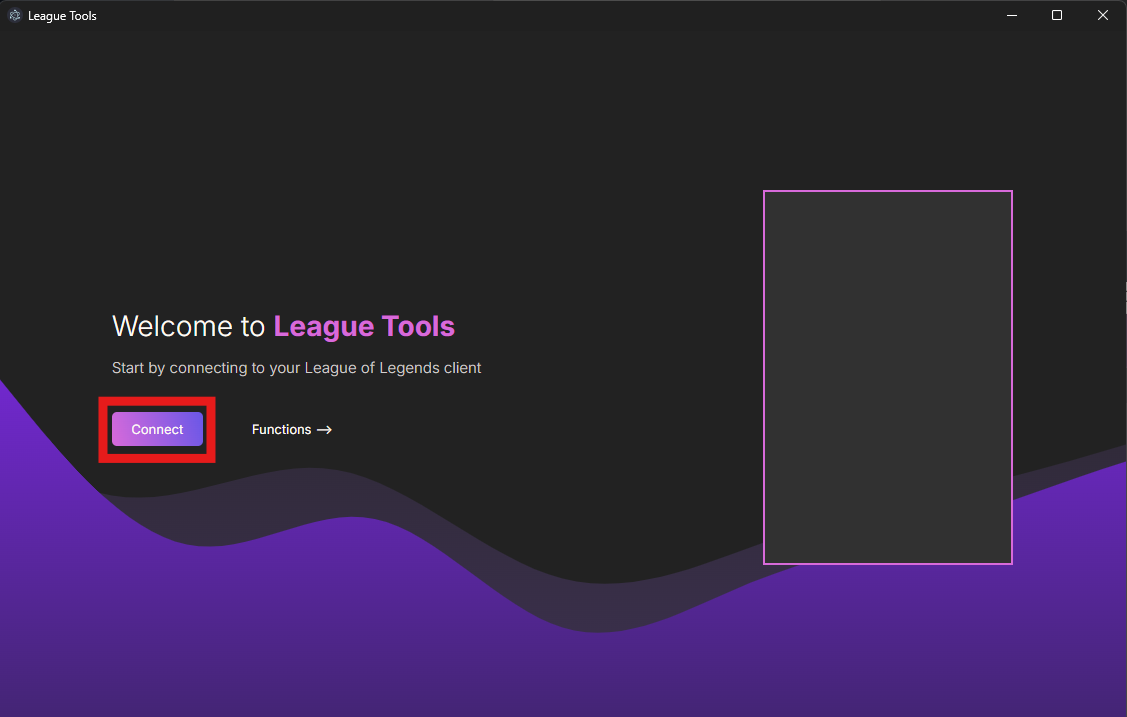 League Tools
Welcome to League Tools
Start by connecting to your League of Legends client
Connect
Functions →